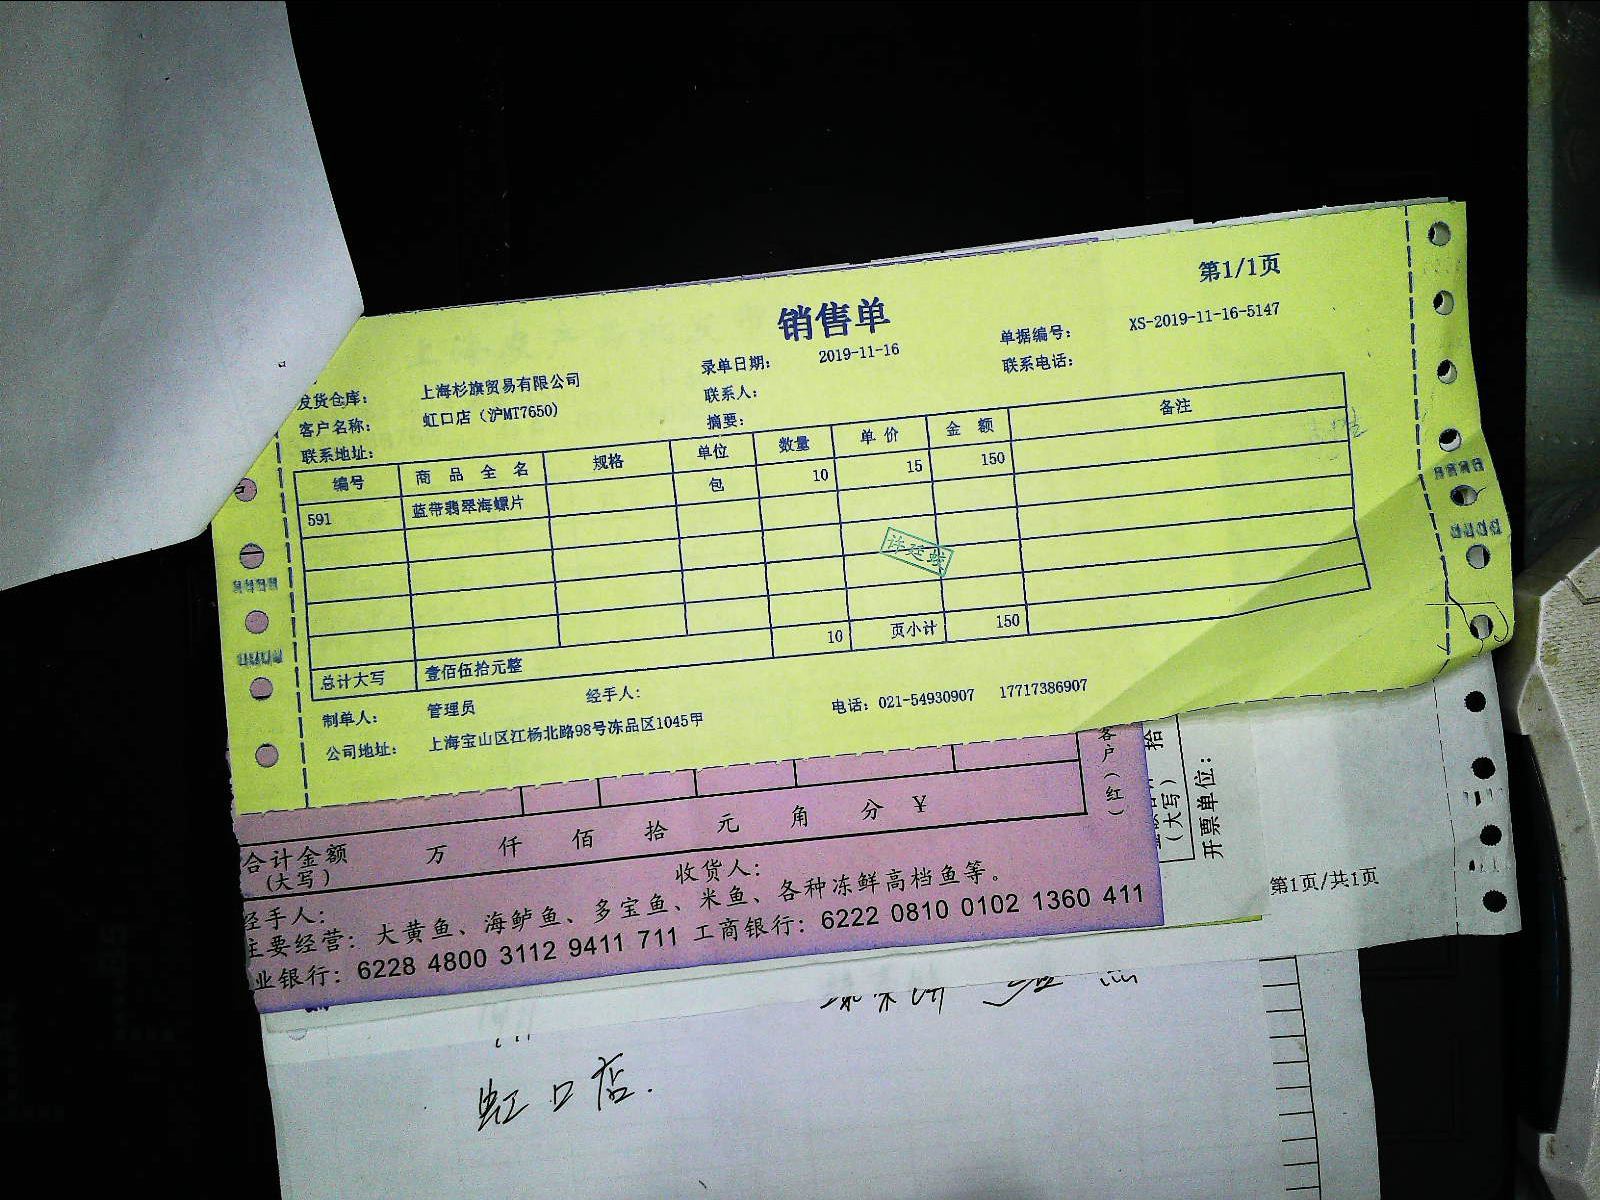 第1/1页
销售单
录单日期： 2019-11-16 单据编号： XS-2019-11-16-5147
发货仓库： 上海杉旗贸易有限公司 联系人： 联系电话：
客户名称： 虹口店（沪MT7650） 摘要：
联系地址：
编号 商品全名 规格 单位 数量 单价 金额 备注
591 蓝带翡翠海螺片 包 10 15 150
许廷
10 页小计 150
总计大写 壹佰伍拾元整
制单人： 管理员 经手人： 电话：021-54930907 17717386907
公司地址： 上海宝山区江杨北路98号冻品区1045甲
客户（红）
拾
（大写）
开票单位：
合计金额 万 仟 佰 拾 元 角 分 ￥
（大写）
收货人：
经手人：
主要经营：大黄鱼、海鲈鱼、多宝鱼、米鱼、各种冻鲜高档鱼等。
业银行：6228 4800 3112 9411 711 工商银行：6222 0810 0102 1360 411
第1页/共1页
虹口店.